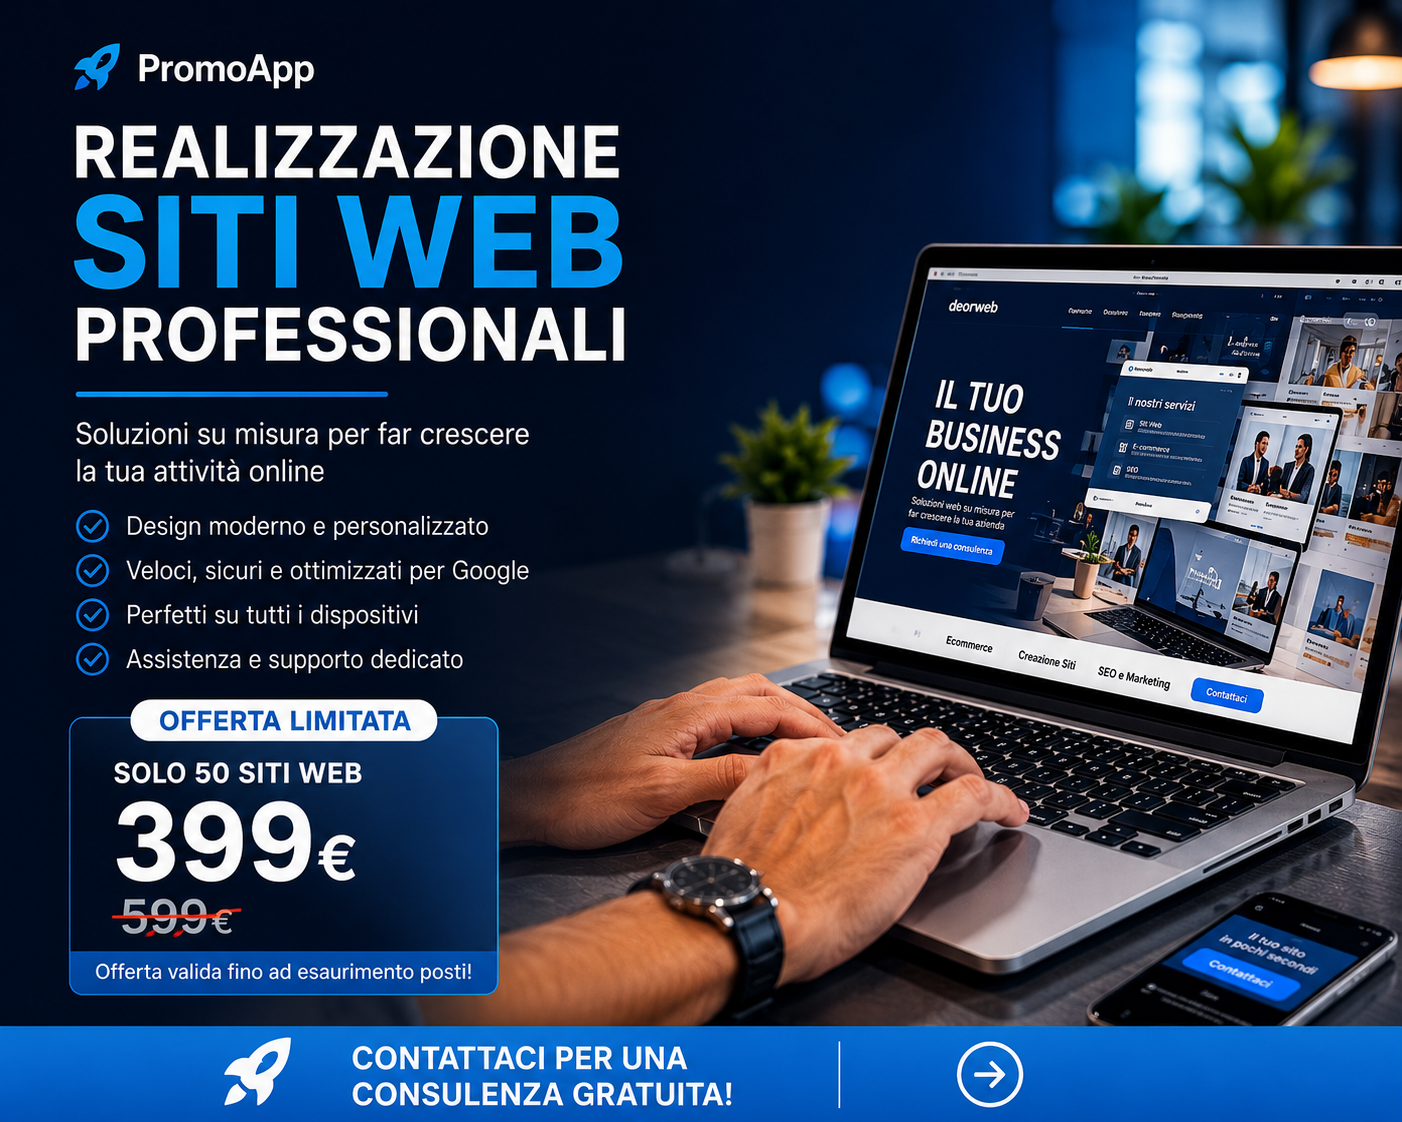 PromoApp
REALIZZAZIONE
SITI WEB
PROFESSIONALI
Soluzioni su misura per far crescere
la tua attività online
Design moderno e personalizzato
Veloci, sicuri e ottimizzati per Google
Perfetti su tutti i dispositivi
Assistenza e supporto dedicato
OFFERTA LIMITATA
SOLO 50 SITI WEB
399€
599€
Offerta valida fino ad esaurimento posti!
deorweb
IL TUO
BUSINESS
ONLINE
Soluzioni web su misura per
far crescere la tua azienda
Richiedi una consulenza
Il nostri servizi
Siti Web
E-commerce
SEO
Ecommerce
Creazione Siti
SEO e Marketing
Contattaci
Il tuo sito
in pochi secondi
Contattaci
CONTATTACI PER UNA
CONSULENZA GRATUITA!